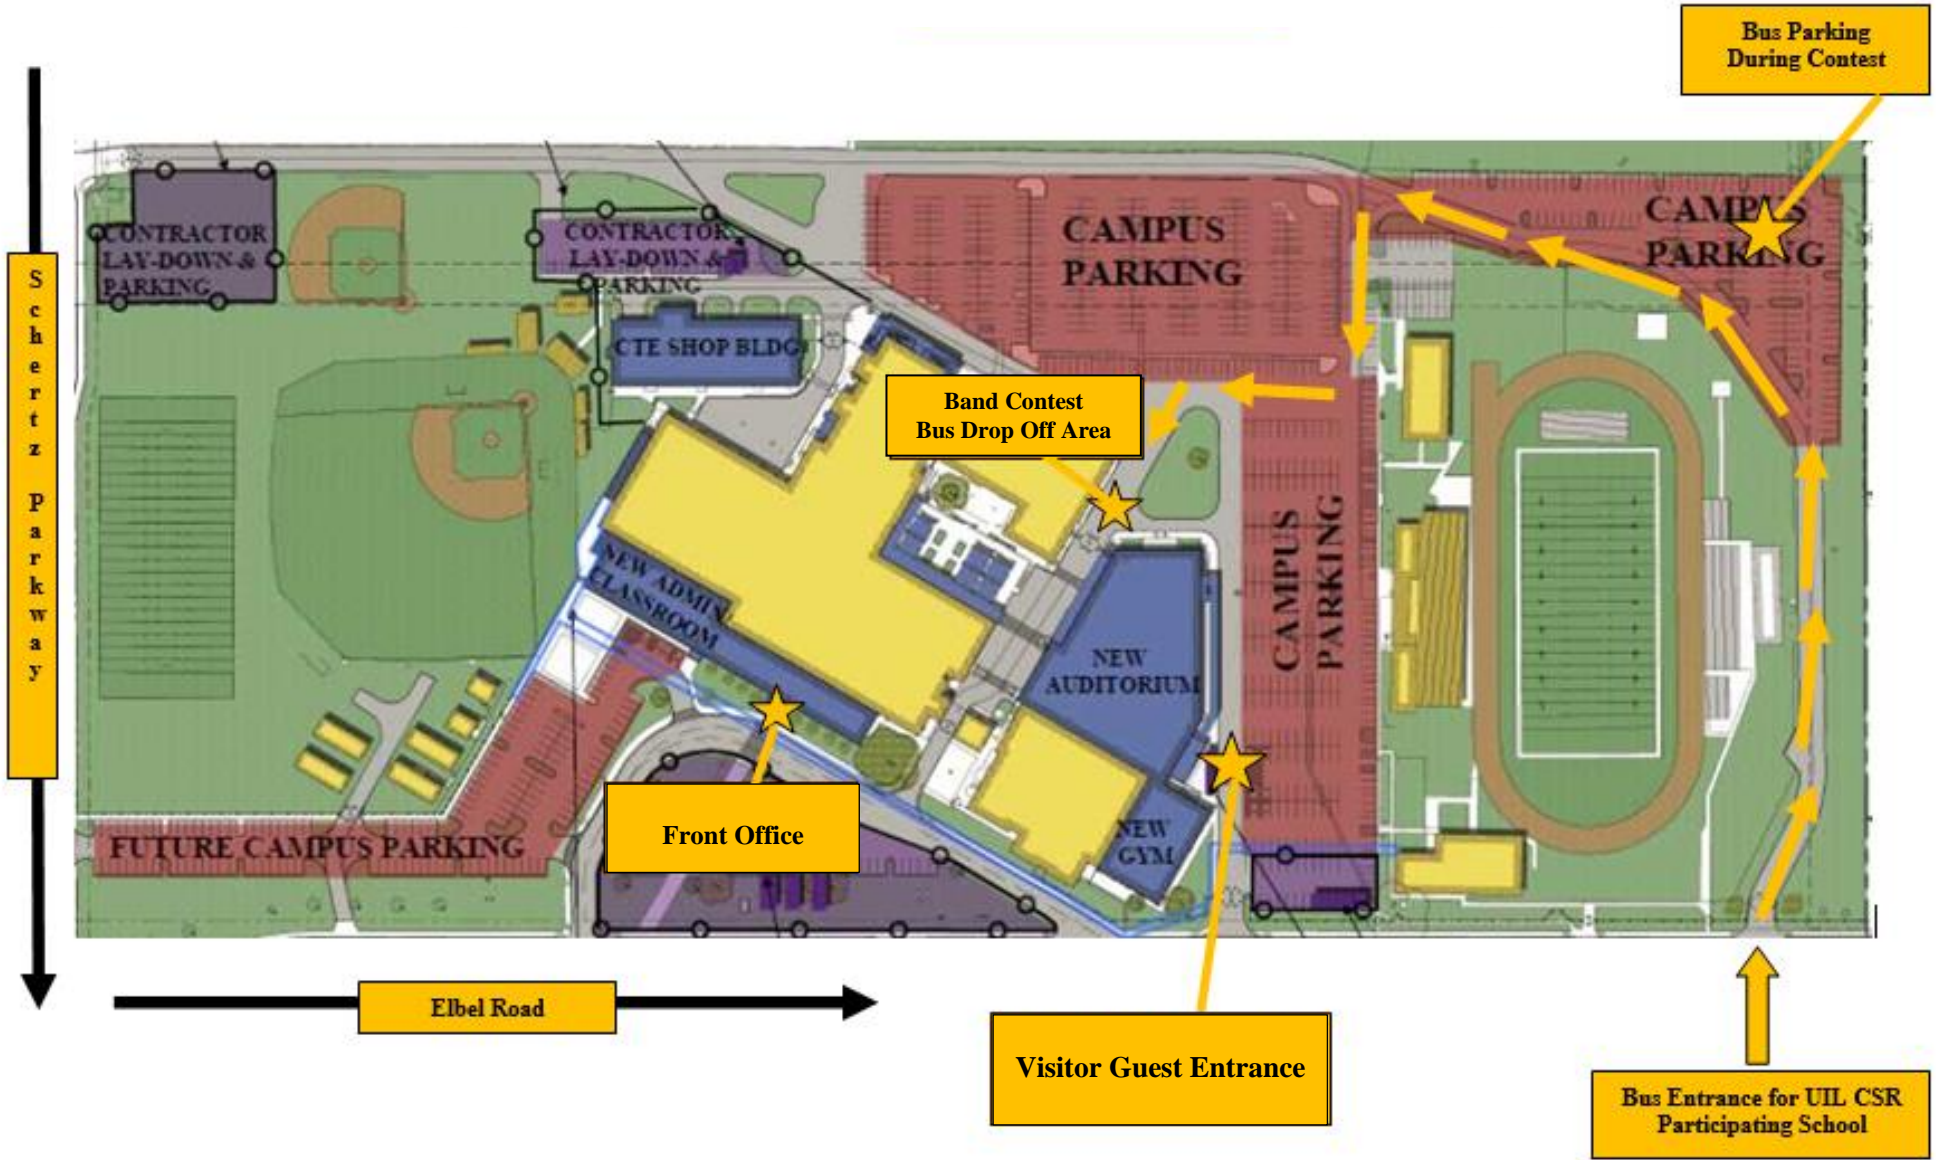 Bus Parking
During Contest
Schertz Parkway
CONTRACTOR
LAY-DOWN &
PARKING
CONTRACTOR
LAY-DOWN &
PARKING
CAMPUS
PARKING
CAMPUS
PARKING
CTE SHOP BLDG
Band Contest
Bus Drop Off Area
CAMPUS
PARKING
NEW ADMIN
CLASSROOM
NEW
AUDITORIUM
NEW
GYM
Front Office
FUTURE CAMPUS PARKING
Elbel Road
Visitor Guest Entrance
Bus Entrance for UIL CSR
Participating School